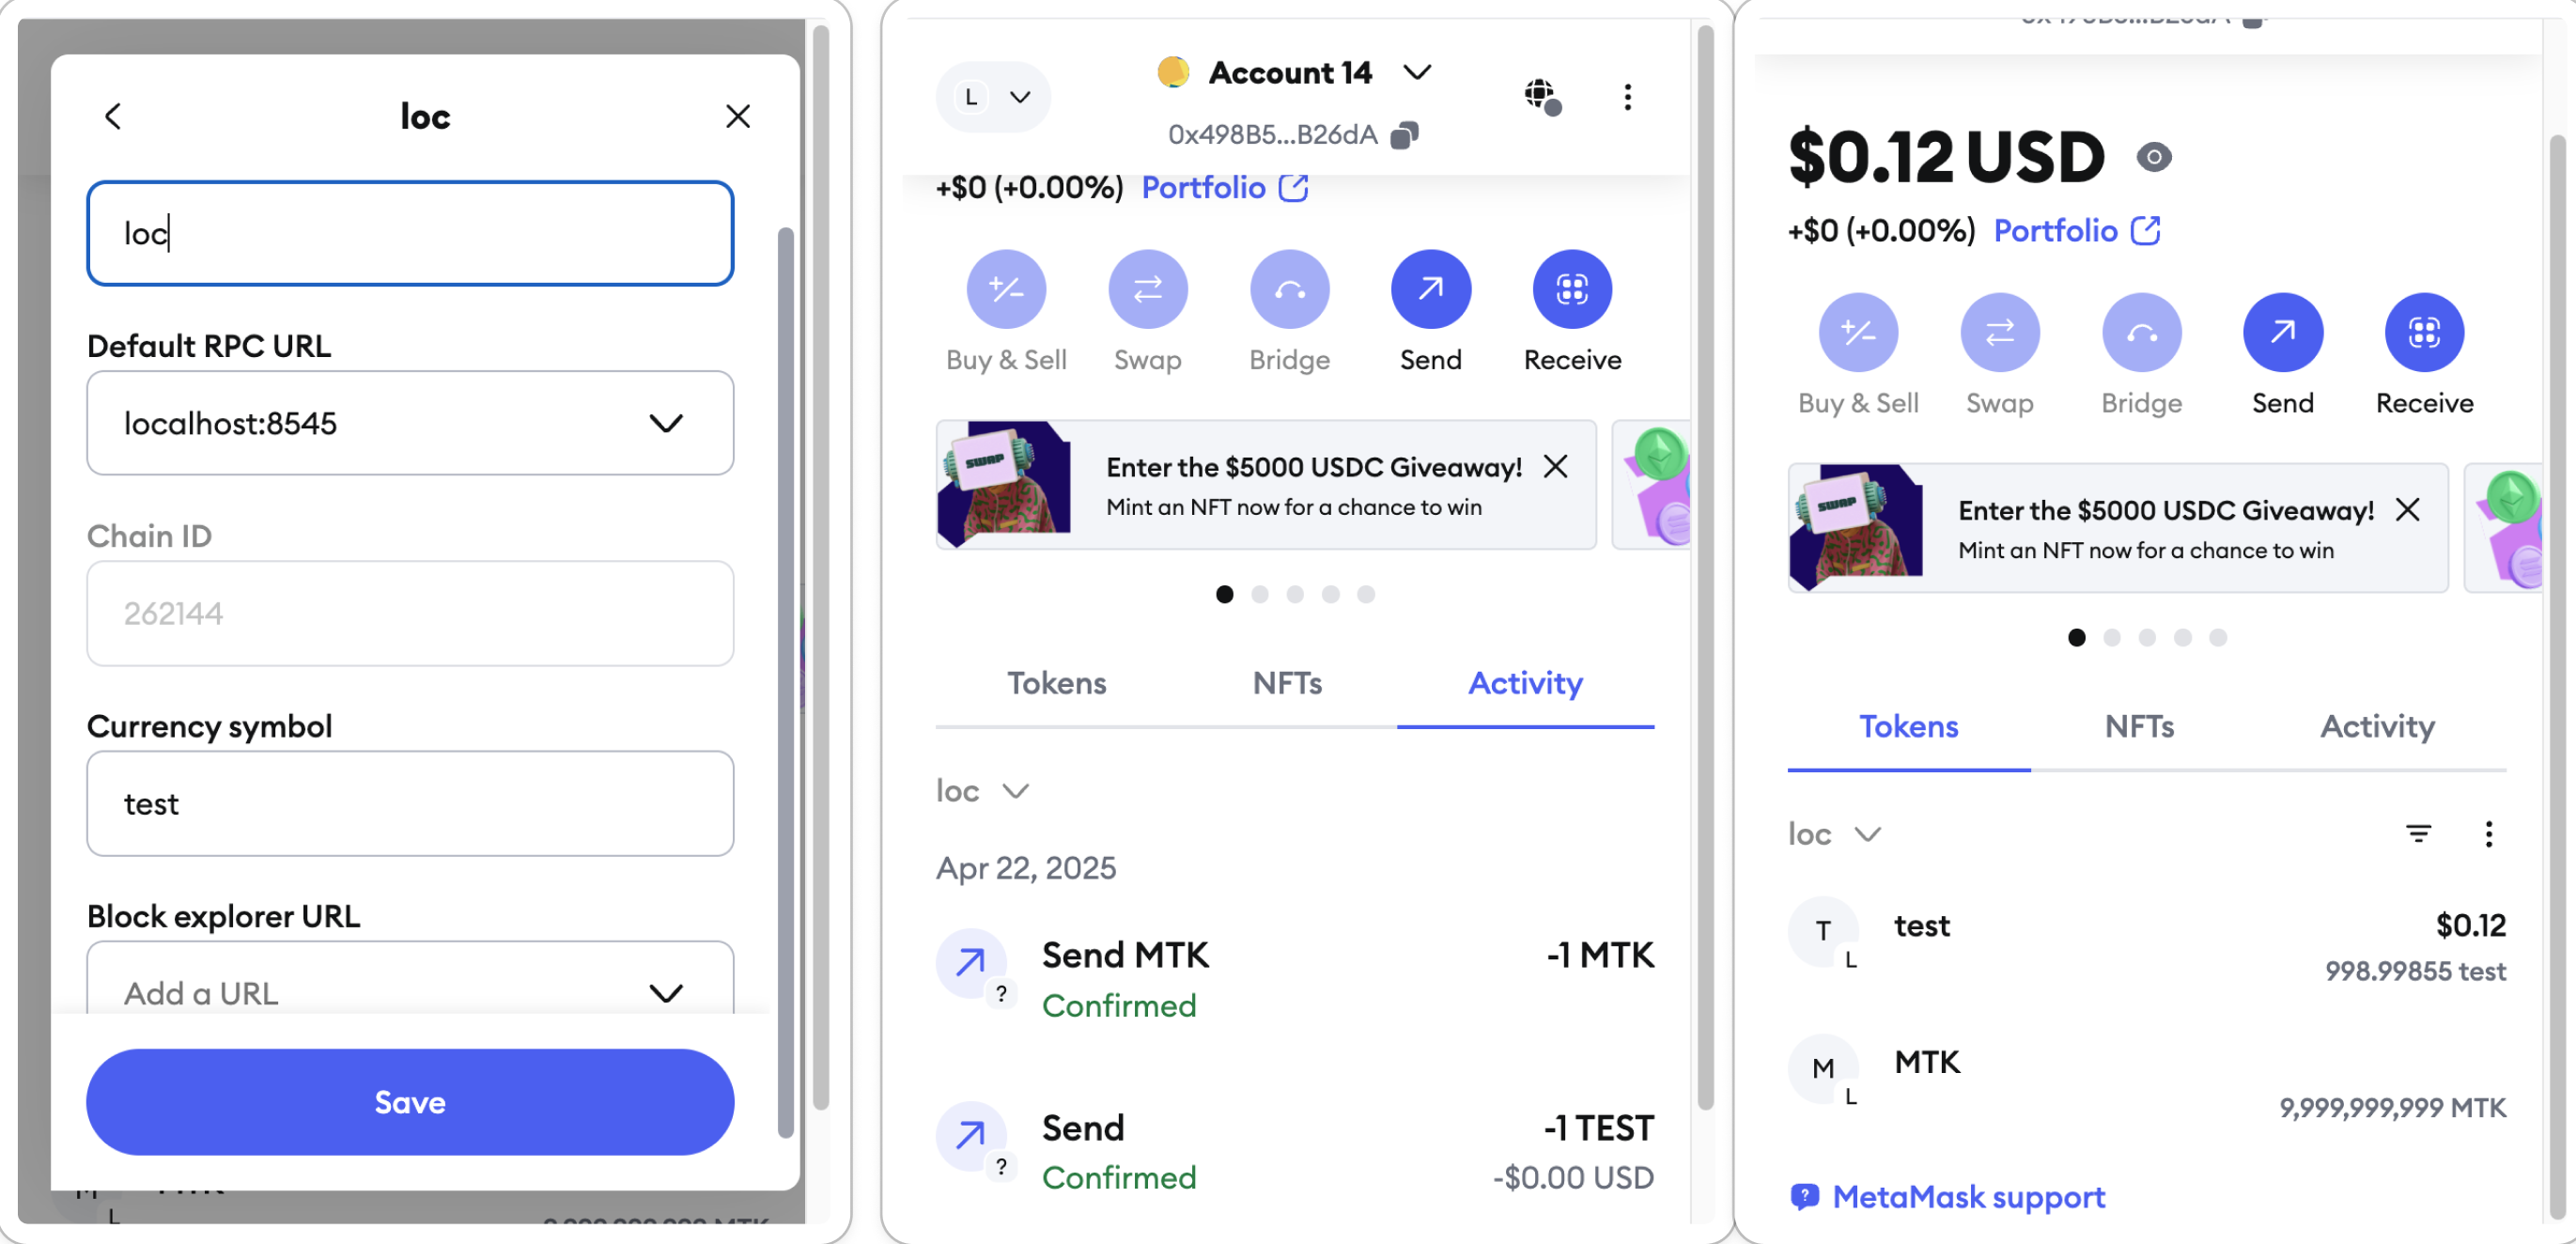 loc
loc
Default RPC URL
localhost:8545
Chain ID
262144
Currency symbol
test
Block explorer URL
Add a URL
Save
L
L
Account 14
0x498B5...B26dA
+$0 (+0.00%) Portfolio
Buy & Sell
Swap
Bridge
Send
Receive
SWAP
Enter the $5000 USDC Giveaway!
Mint an NFT now for a chance to win
Tokens
NFTs
Activity
loc
Apr 22, 2025
Send MTK
-1 MTK
?
Confirmed
Send
-1 TEST
?
Confirmed
-$0.00 USD
$0.12 USD
+$0 (+0.00%) Portfolio
Buy & Sell
Swap
Bridge
Send
Receive
SWAP
Enter the $5000 USDC Giveaway!
Mint an NFT now for a chance to win
Tokens
NFTs
Activity
loc
T
L
test
$0.12
998.99855 test
M
L
MTK
9,999,999,999 MTK
? MetaMask support